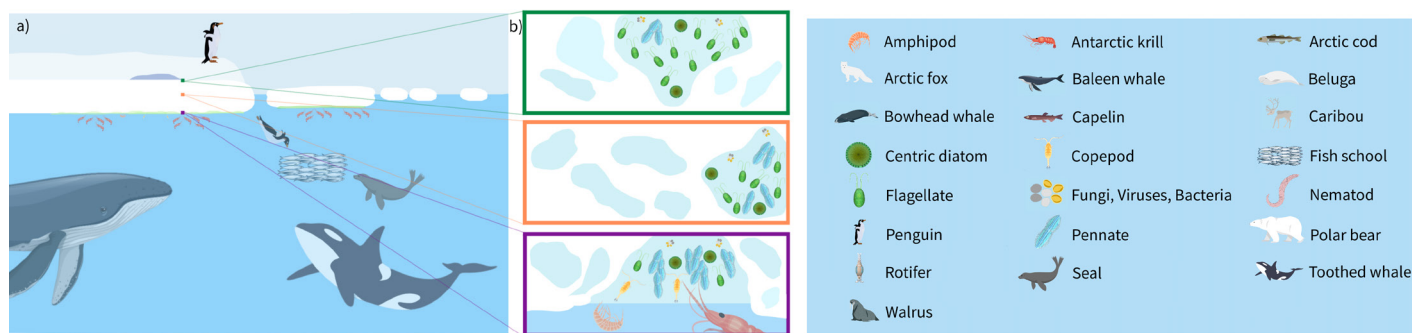 a)
b)
Amphipod
Antarctic krill
Arctic cod
Arctic fox
Baleen whale
Beluga
Bowhead whale
Capelin
Caribou
Centric diatom
Copepod
Fish school
Flagellate
Fungi, Viruses, Bacteria
Nematod
Penguin
Pennate
Polar bear
Rotifer
Seal
Toothed whale
Walrus